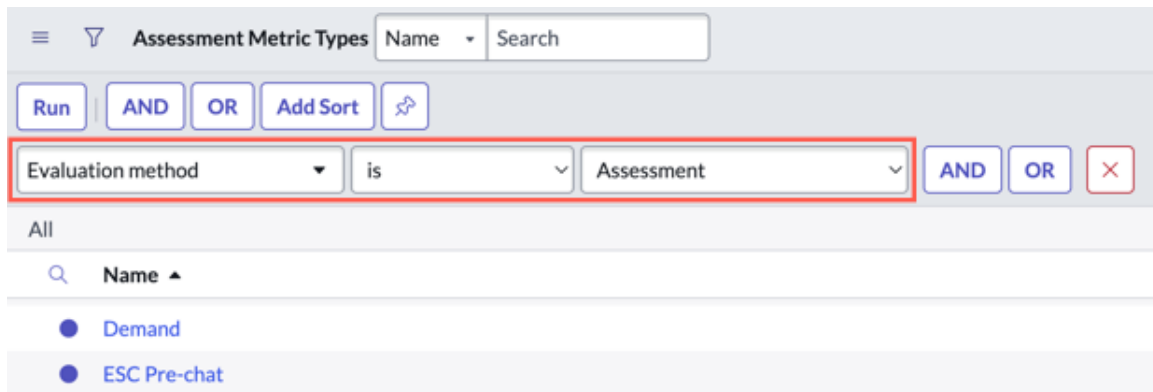 Assessment Metric Types Name Search
Run AND OR Add Sort
Evaluation method is Assessment AND OR
All
Name
Demand
ESC Pre-chat